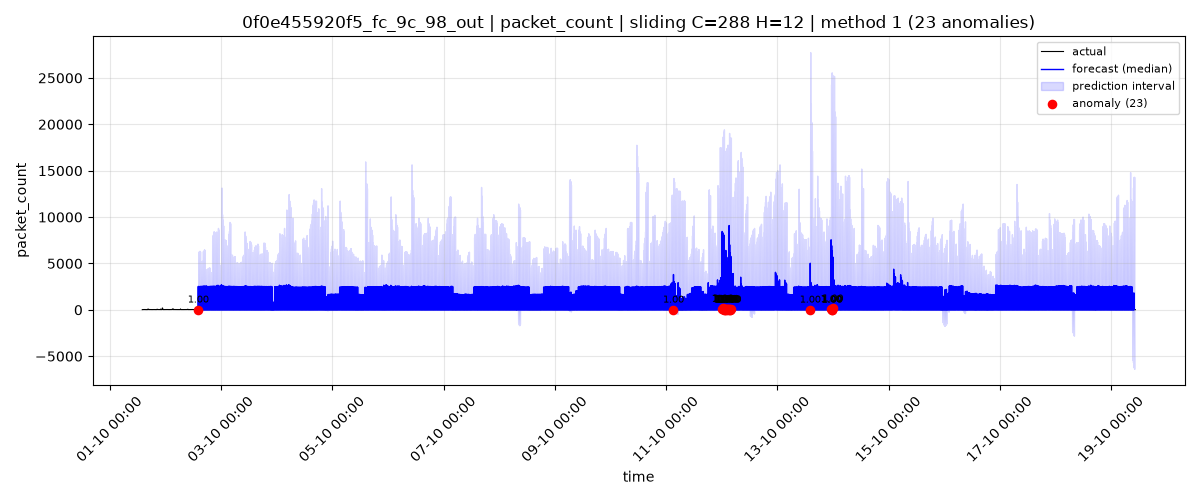 0f0e455920f5_fc_9c_98_out | packet_count | sliding C=288 H=12 | method 1 (23 anomalies)
actual
forecast (median)
prediction interval
anomaly (23)
packet_count
25000
20000
15000
10000
5000
0
−5000
1.00
01-10 00:00
03-10 00:00
05-10 00:00
07-10 00:00
09-10 00:00
11-10 00:00
13-10 00:00
15-10 00:00
17-10 00:00
19-10 00:00
time